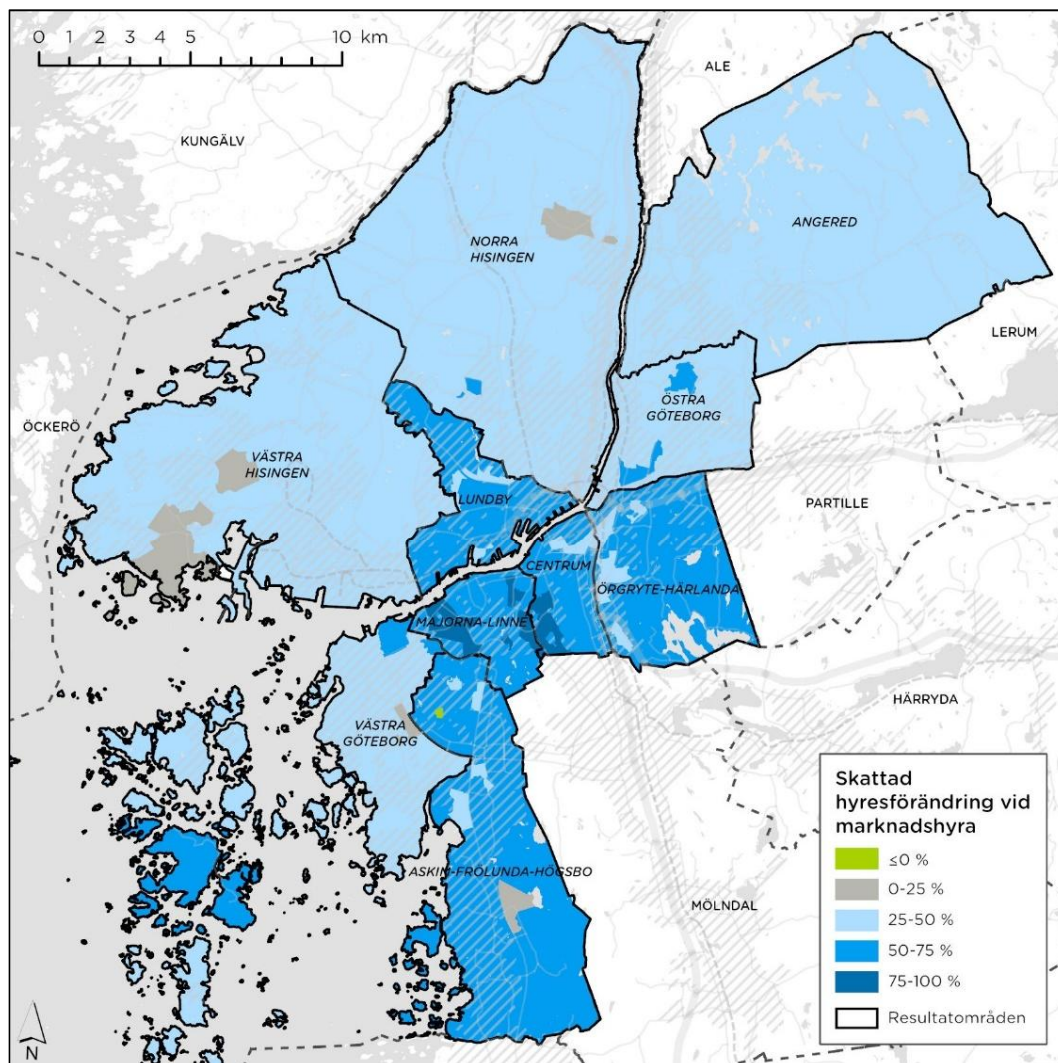 0 1 2 3 4 5 10 km
ALE
KUNGÄLV
ANGERED
NORRA
HISINGEN
LERUM
ÖSTRA
GÖTEBORG
ÖCKERÖ
VÄSTRA
HISINGEN
LUNDBY
PARTILLE
CENTRUM
ÖRGRYTE-HÄRLANDA
MAJORNA-LINNE
HÄRRYDA
VÄSTRA
GÖTEBORG
ASKIM-FRÖLUNDA-HÖGSBO
MÖLNDAL
Skattad
hyresförändring vid
marknadshyra
≤0 %
0-25 %
25-50 %
50-75 %
75-100 %
Resultatområden
N